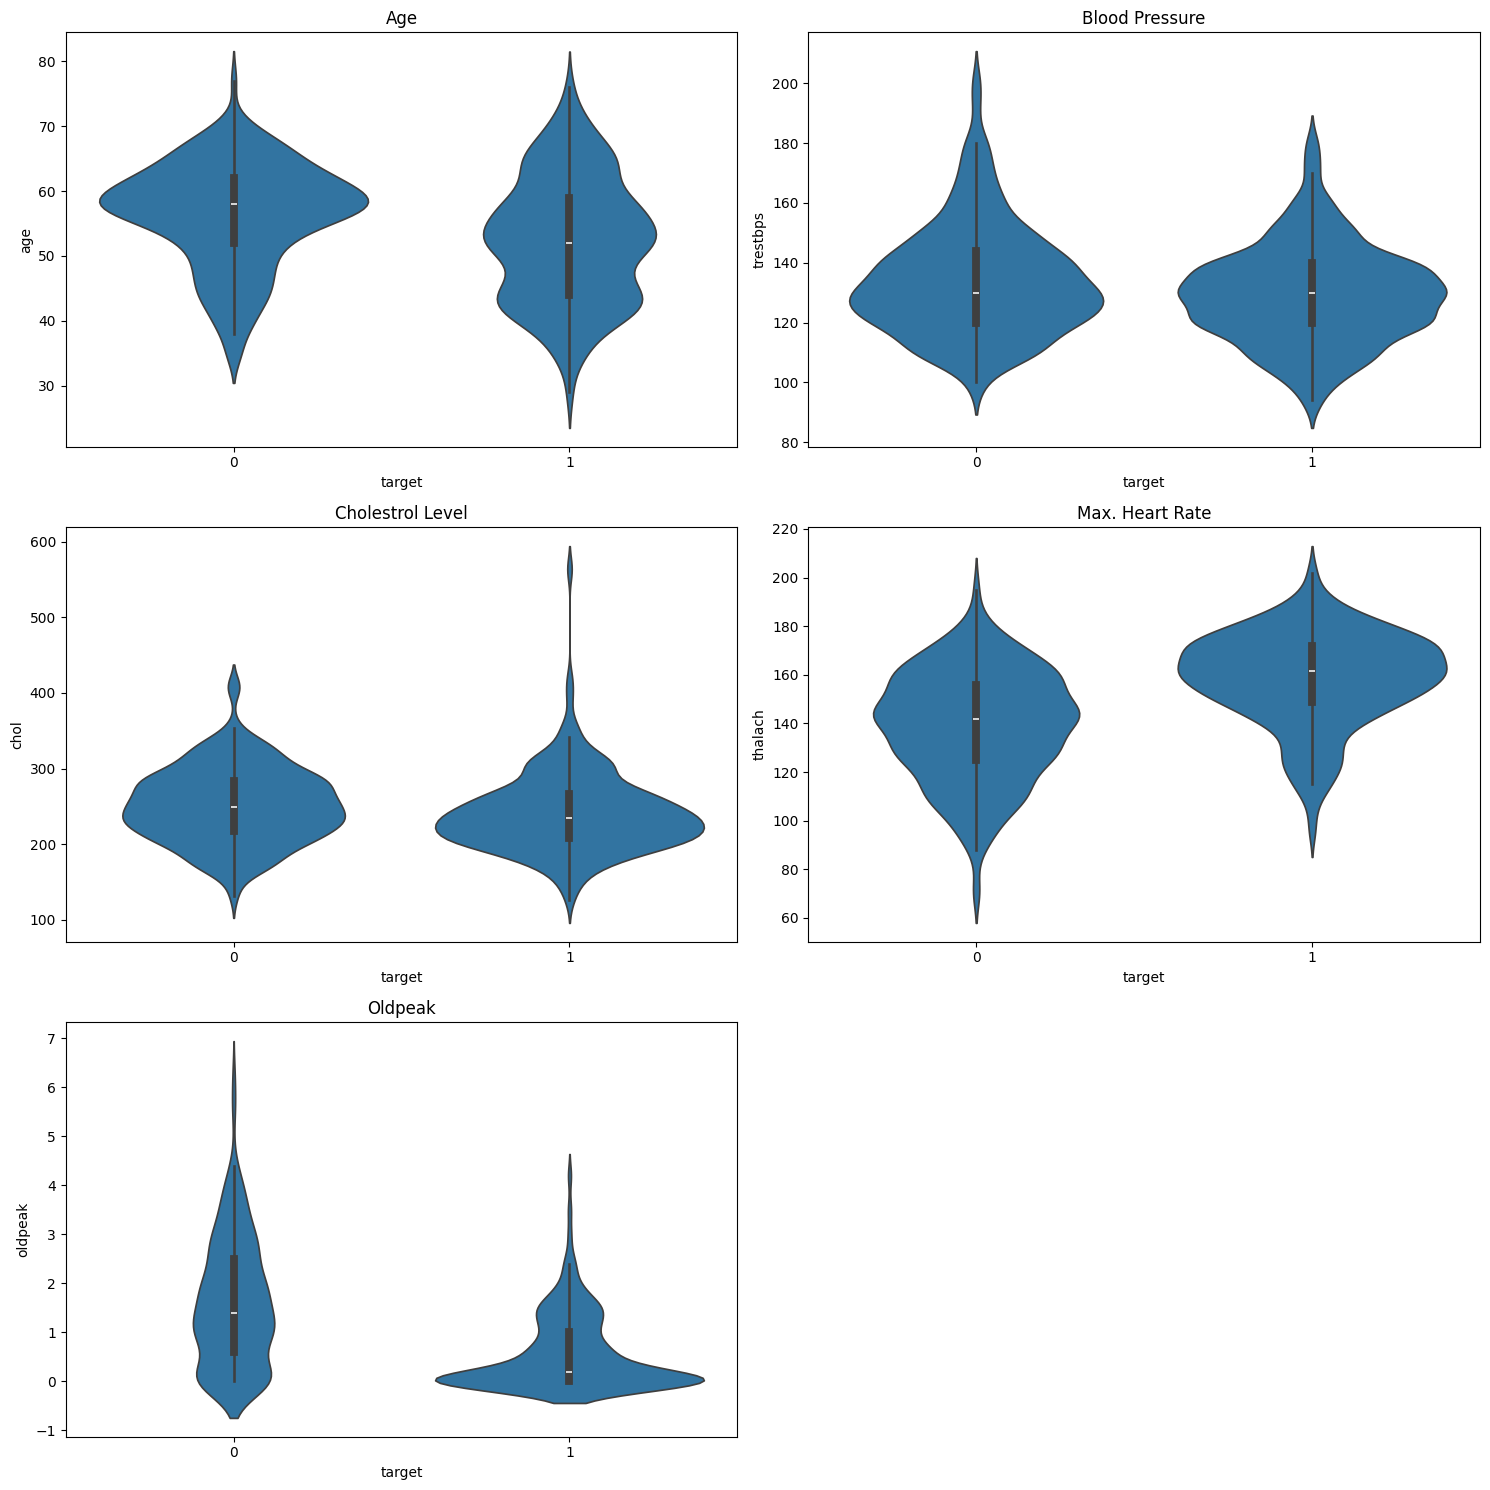 Age
80
70
60
50
40
30
age
0 1
target
Blood Pressure
200
180
160
140
120
100
80
trestbps
0 1
target
Cholestrol Level
600
500
400
300
200
100
chol
0 1
target
Max. Heart Rate
220
200
180
160
140
120
100
80
60
thalach
0 1
target
Oldpeak
7
6
5
4
3
2
1
0
−1
oldpeak
0 1
target